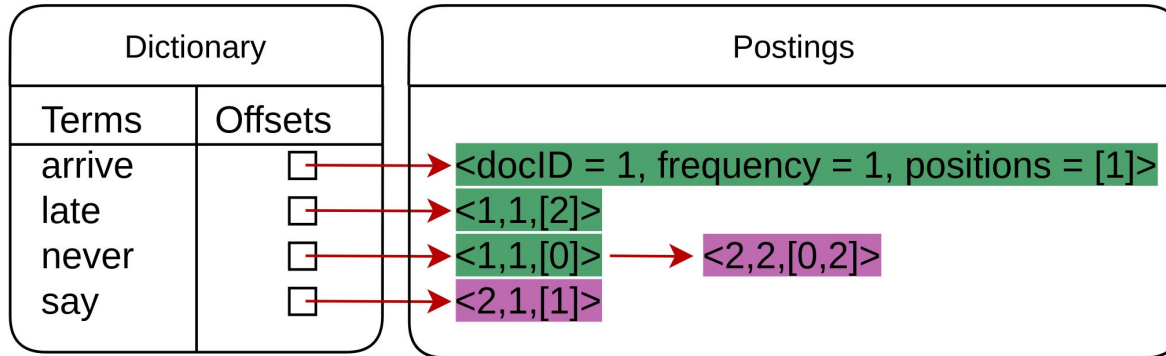 Dictionary Postings
Terms Offsets
arrive <docID = 1, frequency = 1, positions = [1]>
late <1,1,[2]>
never <1,1,[0]> <2,2,[0,2]>
say <2,1,[1]>